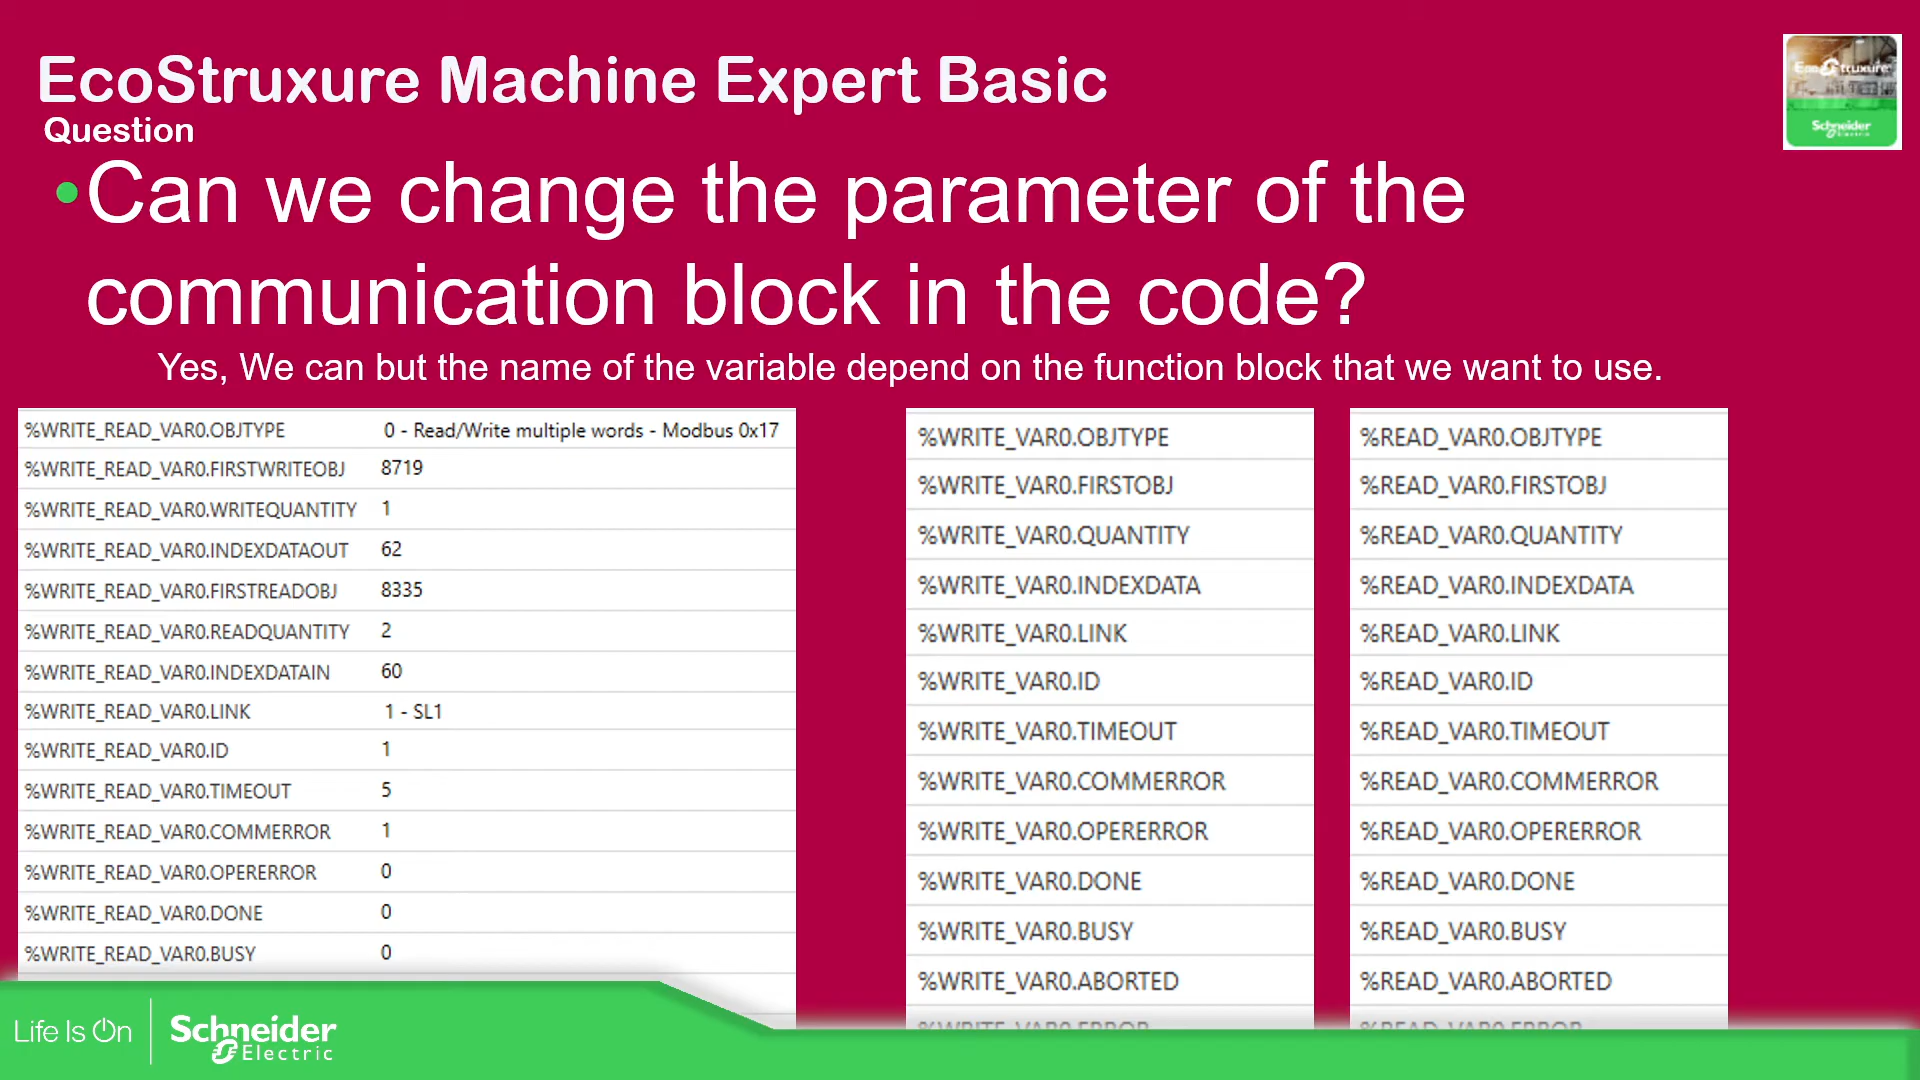 EcoStruxure Machine Expert Basic
Question
EcoStruxure
Schneider
Electric
•Can we change the parameter of the
communication block in the code?
Yes, We can but the name of the variable depend on the function block that we want to use.
%WRITE_READ_VAR0.OBJTYPE 0 - Read/Write multiple words - Modbus 0x17
%WRITE_READ_VAR0.FIRSTWRITEOBJ 8719
%WRITE_READ_VAR0.WRITEQUANTITY 1
%WRITE_READ_VAR0.INDEXDATAOUT 62
%WRITE_READ_VAR0.FIRSTREADOBJ 8335
%WRITE_READ_VAR0.READQUANTITY 2
%WRITE_READ_VAR0.INDEXDATAIN 60
%WRITE_READ_VAR0.LINK 1 - SL1
%WRITE_READ_VAR0.ID 1
%WRITE_READ_VAR0.TIMEOUT 5
%WRITE_READ_VAR0.COMMERROR 1
%WRITE_READ_VAR0.OPERERROR 0
%WRITE_READ_VAR0.DONE 0
%WRITE_READ_VAR0.BUSY 0
%WRITE_VAR0.OBJTYPE
%WRITE_VAR0.FIRSTOBJ
%WRITE_VAR0.QUANTITY
%WRITE_VAR0.INDEXDATA
%WRITE_VAR0.LINK
%WRITE_VAR0.ID
%WRITE_VAR0.TIMEOUT
%WRITE_VAR0.COMMERROR
%WRITE_VAR0.OPERERROR
%WRITE_VAR0.DONE
%WRITE_VAR0.BUSY
%WRITE_VAR0.ABORTED
%WRITE_VAR0.ERROR
%READ_VAR0.OBJTYPE
%READ_VAR0.FIRSTOBJ
%READ_VAR0.QUANTITY
%READ_VAR0.INDEXDATA
%READ_VAR0.LINK
%READ_VAR0.ID
%READ_VAR0.TIMEOUT
%READ_VAR0.COMMERROR
%READ_VAR0.OPERERROR
%READ_VAR0.DONE
%READ_VAR0.BUSY
%READ_VAR0.ABORTED
%READ_VAR0.ERROR
Life Is On
Schneider
Electric